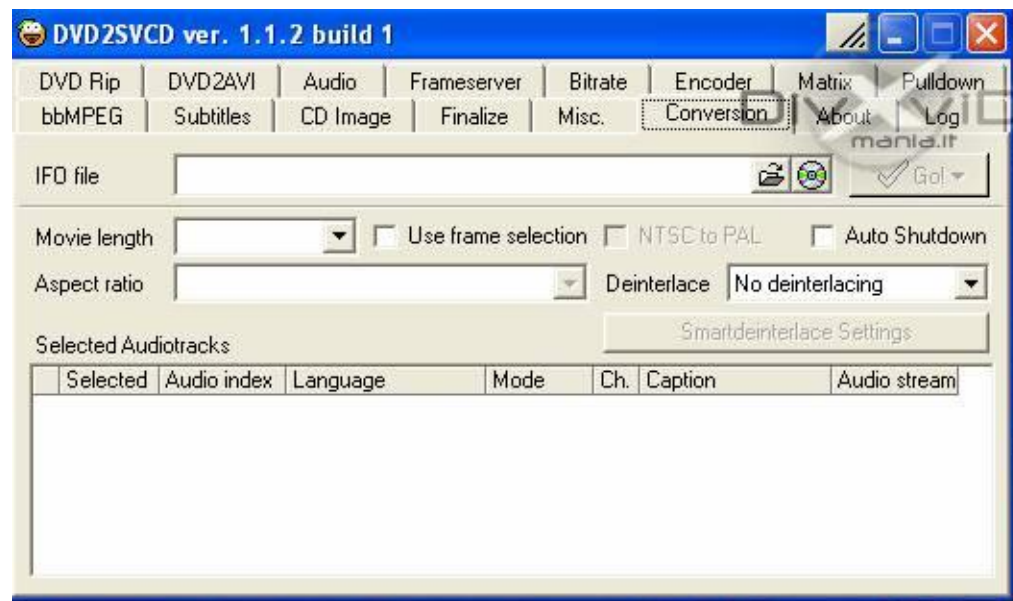 DVD2SVCD ver. 1.1.2 build 1
DVD Rip DVD2AVI Audio Frameserver Bitrate Encoder Matrix Pulldown
bbMPEG Subtitles CD Image Finalize Misc. Conversion About Log
mania.it
IFO file Go!
Movie length Use frame selection NTSC to PAL Auto Shutdown
Aspect ratio Deinterlace No deinterlacing
Smartdeinterlace Settings
Selected Audiotracks
Selected Audio index Language Mode Ch. Caption Audio stream